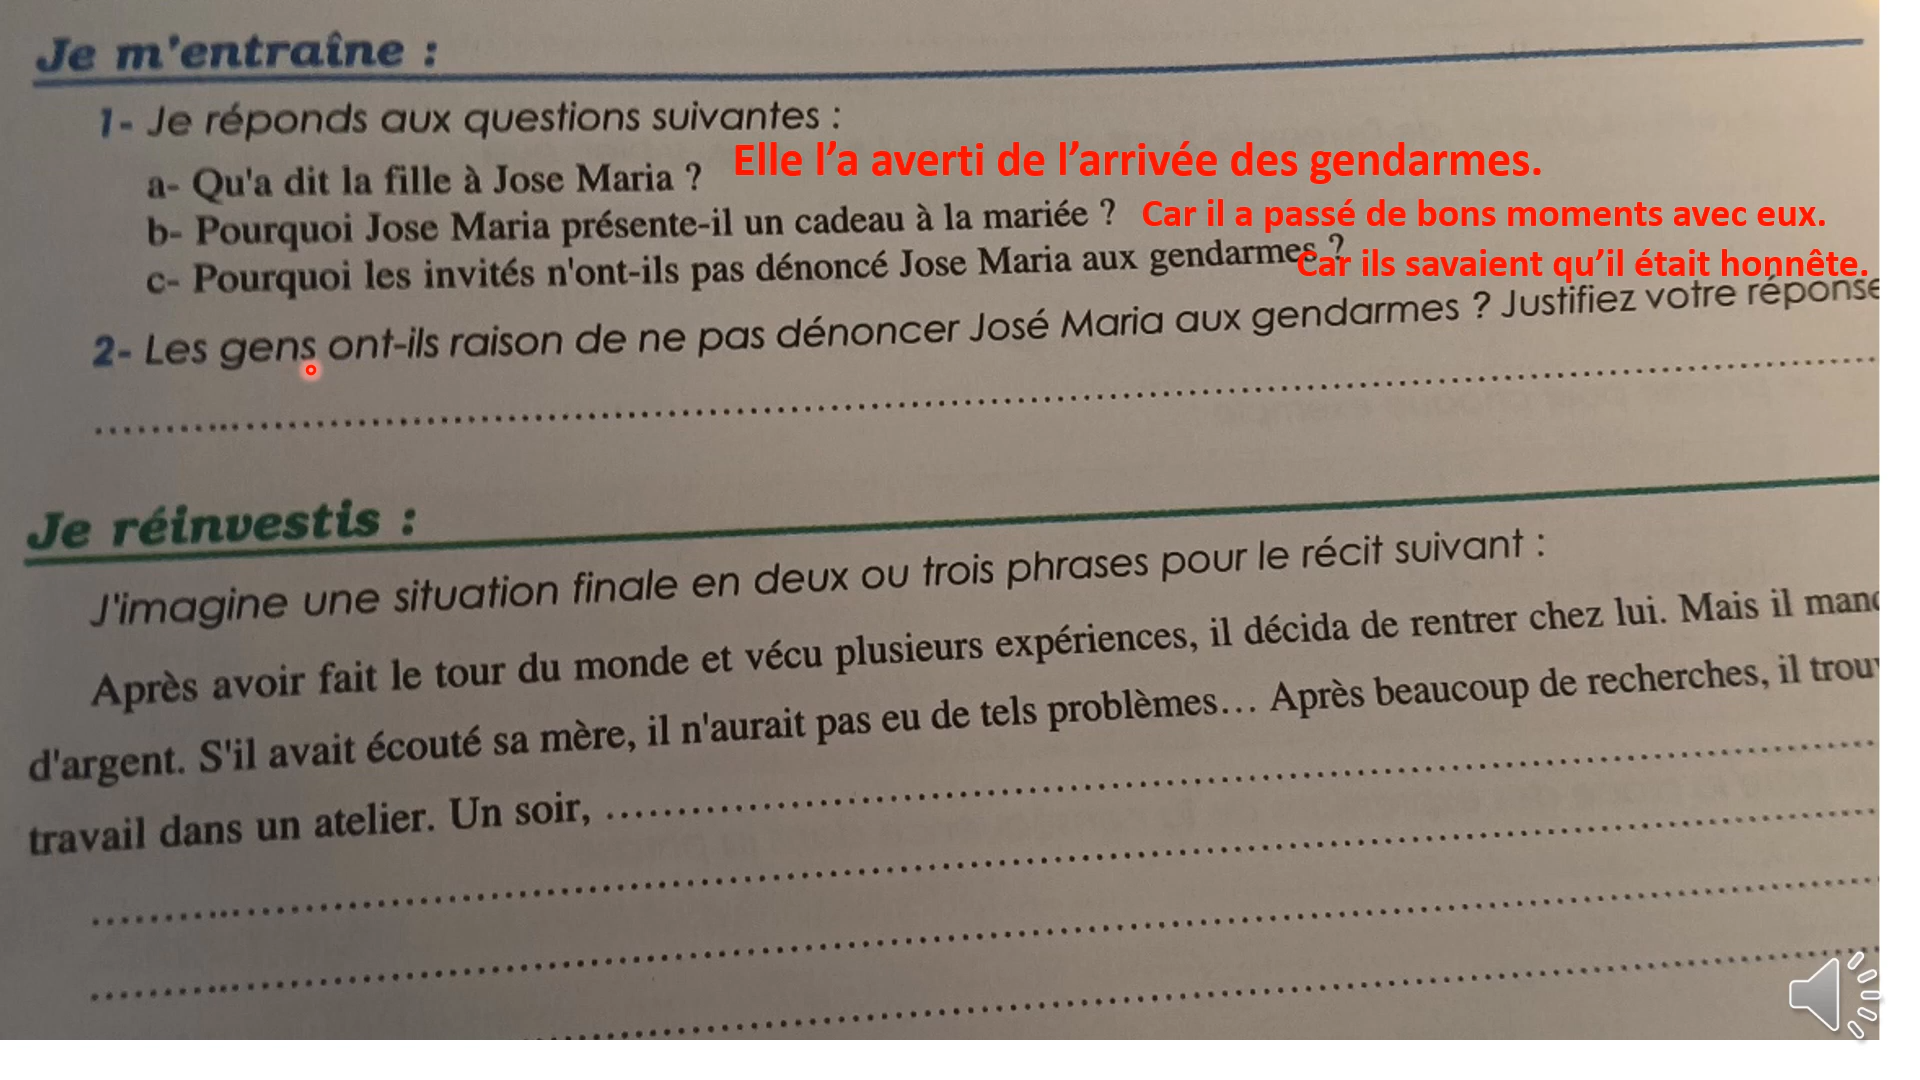 Je m'entraîne :
1- Je réponds aux questions suivantes :
a- Qu'a dit la fille à Jose Maria ? Elle l’a averti de l’arrivée des gendarmes.
b- Pourquoi Jose Maria présente-il un cadeau à la mariée ? Car il a passé de bons moments avec eux.
c- Pourquoi les invités n'ont-ils pas dénoncé Jose Maria aux gendarmes ? Car ils savaient qu’il était honnête.
2- Les gens ont-ils raison de ne pas dénoncer José Maria aux gendarmes ? Justifiez votre réponse
Je réinvestis :
J'imagine une situation finale en deux ou trois phrases pour le récit suivant :
Après avoir fait le tour du monde et vécu plusieurs expériences, il décida de rentrer chez lui. Mais il
d'argent. S'il avait écouté sa mère, il n'aurait pas eu de tels problèmes... Après beaucoup de recherches, il
travail dans un atelier. Un soir, ........